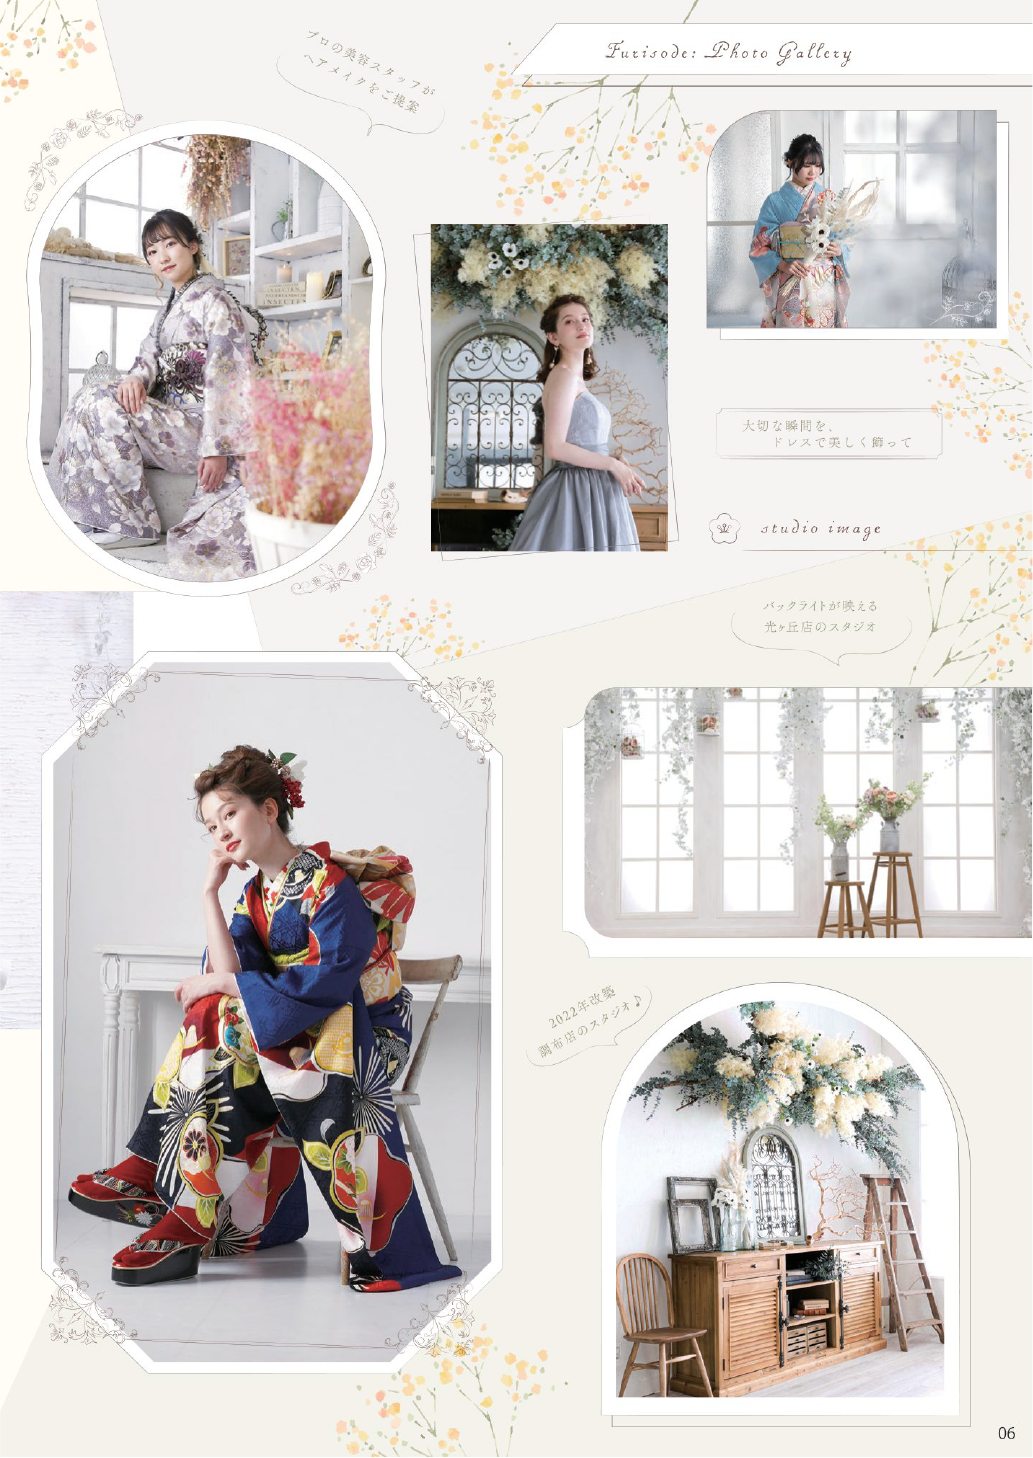 Furisode: Photo Gallery
プロの美容スタッフが
ヘアメイクをご提案
大切な瞬間を、
ドレスで美しく飾って
studio image
バックライトが映える
光ヶ丘店のスタジオ
2022年改築
調布店のスタジオ♪
06